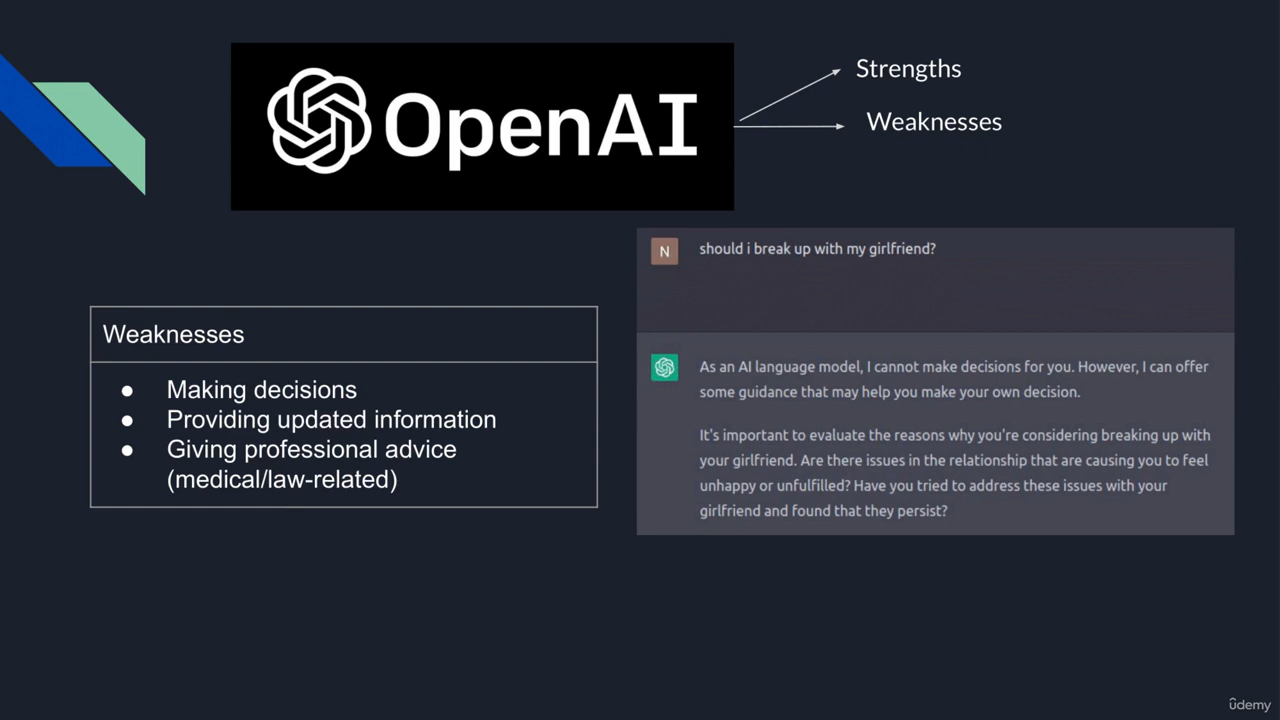 OpenAI
Strengths
Weaknesses
N
should i break up with my girlfriend?
As an AI language model, I cannot make decisions for you. However, I can offer
some guidance that may help you make your own decision.
It's important to evaluate the reasons why you're considering breaking up with
your girlfriend. Are there issues in the relationship that are causing you to feel
unhappy or unfulfilled? Have you tried to address these issues with your
girlfriend and found that they persist?
Weaknesses
● Making decisions
● Providing updated information
● Giving professional advice
(medical/law-related)
ûdemy